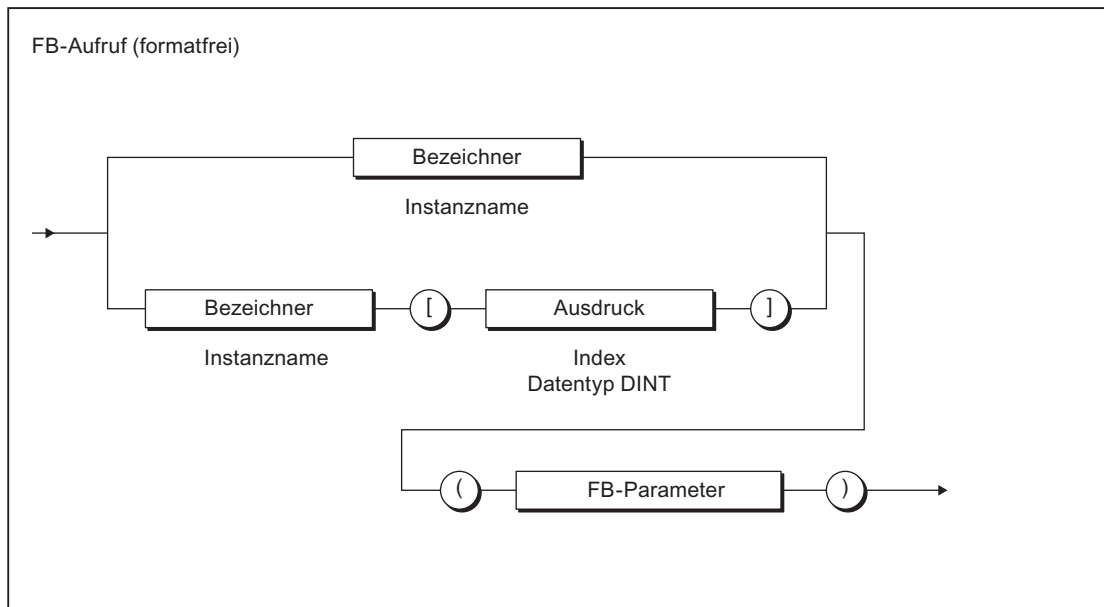 FB-Aufruf (formatfrei)
Bezeichner
Instanzname
Bezeichner [ Ausdruck ]
Instanzname Index
Datentyp DINT
( FB-Parameter )